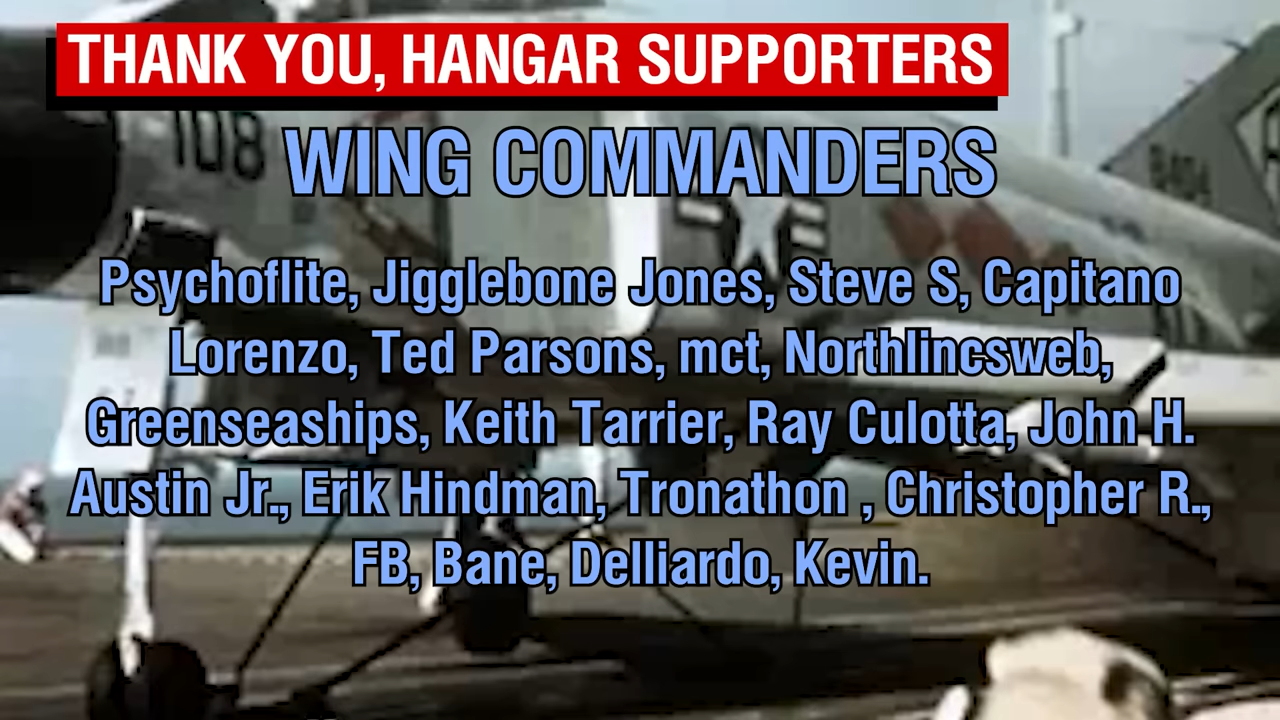 THANK YOU, HANGAR SUPPORTERS
WING COMMANDERS
108
Psychoflite, Jigglebone Jones, Steve S, Capitano
Lorenzo, Ted Parsons, mct, Northlincsweb,
Greenseaships, Keith Tarrier, Ray Culotta, John H.
Austin Jr., Erik Hindman, Tronathon , Christopher R.,
FB, Bane, Delliardo, Kevin.